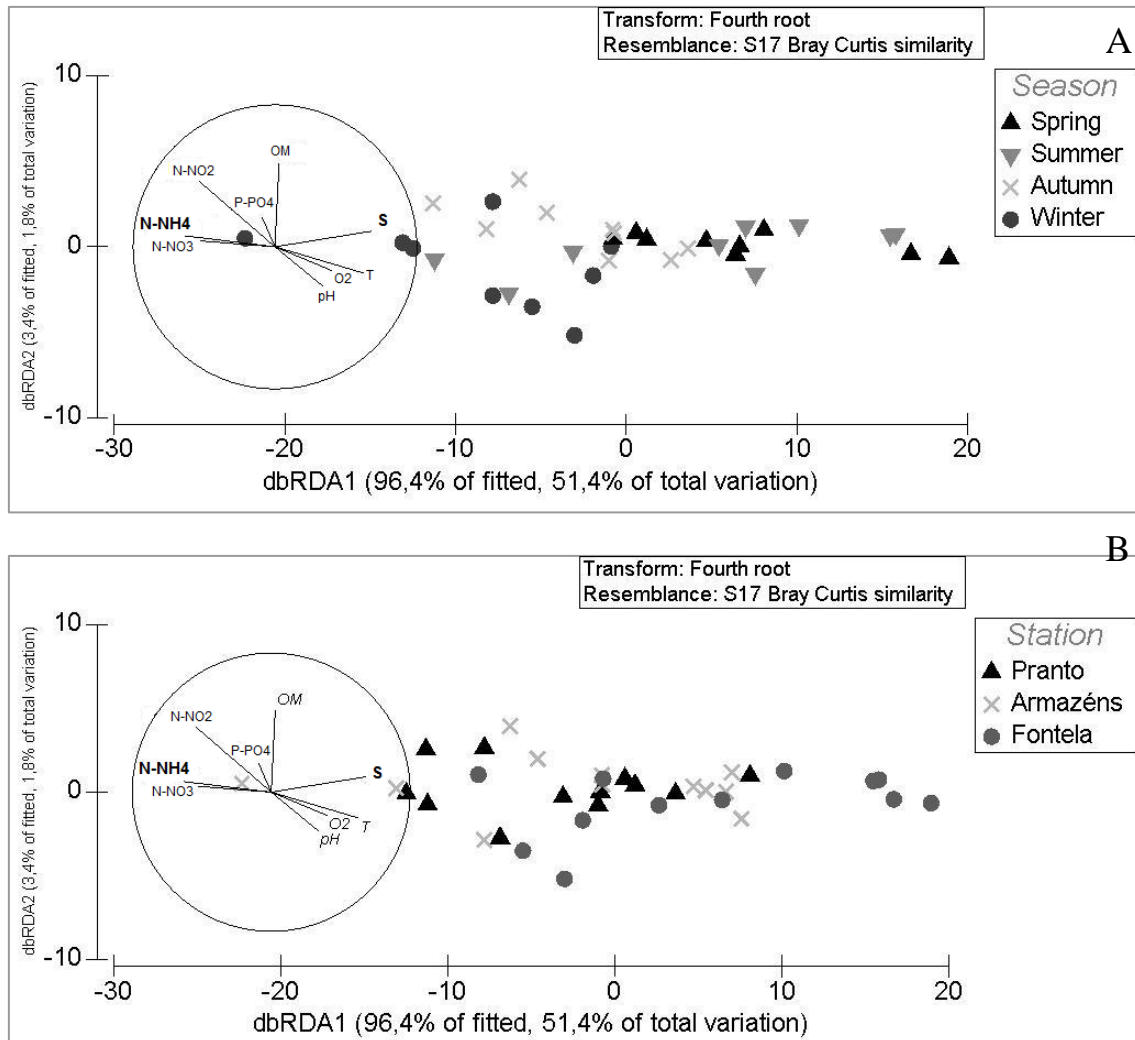 Transform: Fourth root
Resemblance: S17 Bray Curtis similarity
A
Season
Spring
Summer
Autumn
Winter
10
0
-10
dbRDA2 (3,4% of fitted, 1,8% of total variation)
OM
N-NO2
P-PO4
N-NH4
S
N-NO3
O2
T
pH
-30
-20
-10
0
10
20
dbRDA1 (96,4% of fitted, 51,4% of total variation)
B
Transform: Fourth root
Resemblance: S17 Bray Curtis similarity
Station
Pranto
Armazéns
Fontela
10
0
-10
dbRDA2 (3,4% of fitted, 1,8% of total variation)
OM
N-NO2
P-PO4
N-NH4
S
N-NO3
O2
T
pH
-30
-20
-10
0
10
20
dbRDA1 (96,4% of fitted, 51,4% of total variation)